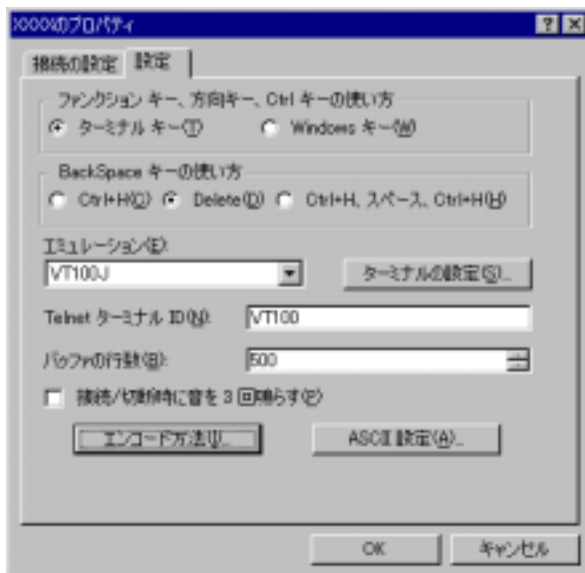 XXXXのプロパティ
接続の設定 設定
ファンクション キー、方向キー、Ctrl キーの使い方
ターミナル キー(T) Windows キー(W)
BackSpace キーの使い方
Ctrl+H(C) Delete(D) Ctrl+H, スペース, Ctrl+H(H)
エミュレーション(E):
VT100J ターミナルの設定(S)...
Telnet ターミナル ID(N): VT100
バッファの行数(B): 500
接続/切断時に音を 3 回鳴らす(P)
エンコード方法(I)... ASCII 設定(A)...
OK キャンセル